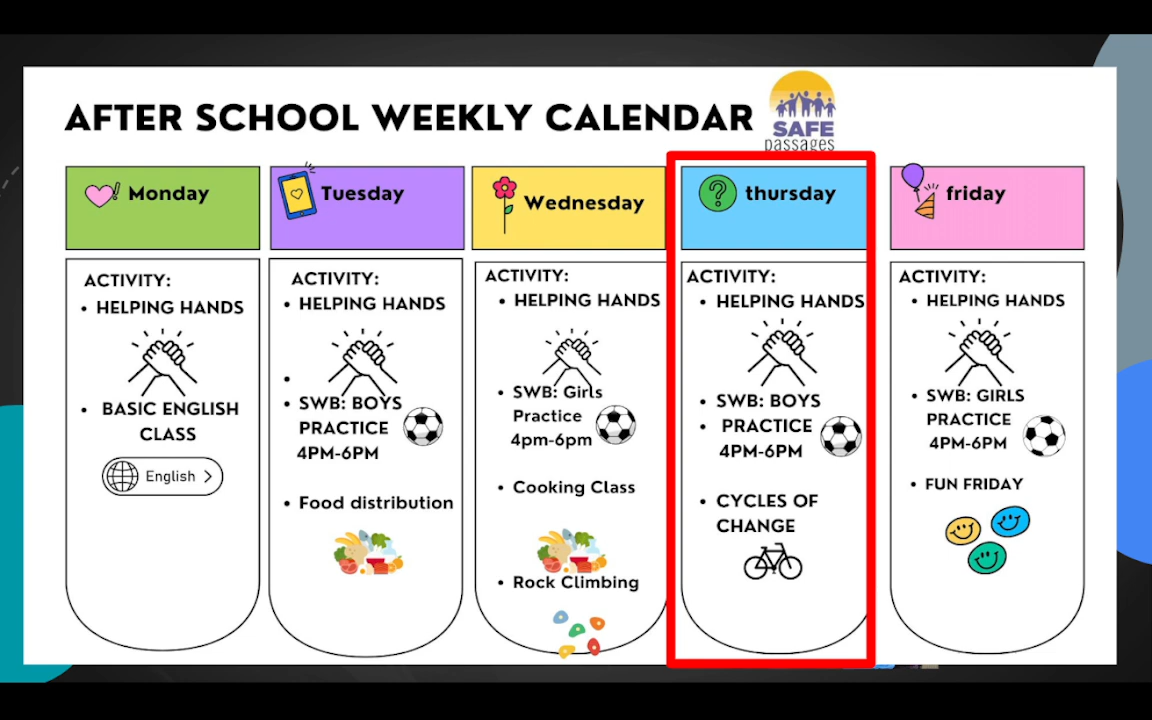 AFTER SCHOOL WEEKLY CALENDAR
SAFE
passages
Monday
ACTIVITY:
• HELPING HANDS
• BASIC ENGLISH
CLASS
English >
Tuesday
ACTIVITY:
• HELPING HANDS
•
• SWB: BOYS
PRACTICE
4PM-6PM
• Food distribution
Wednesday
ACTIVITY:
• HELPING HANDS
• SWB: Girls
Practice
4pm-6pm
• Cooking Class
• Rock Climbing
thursday
ACTIVITY:
• HELPING HANDS
• SWB: BOYS
• PRACTICE
4PM-6PM
• CYCLES OF
CHANGE
friday
ACTIVITY:
• HELPING HANDS
• SWB: GIRLS
PRACTICE
4PM-6PM
• FUN FRIDAY